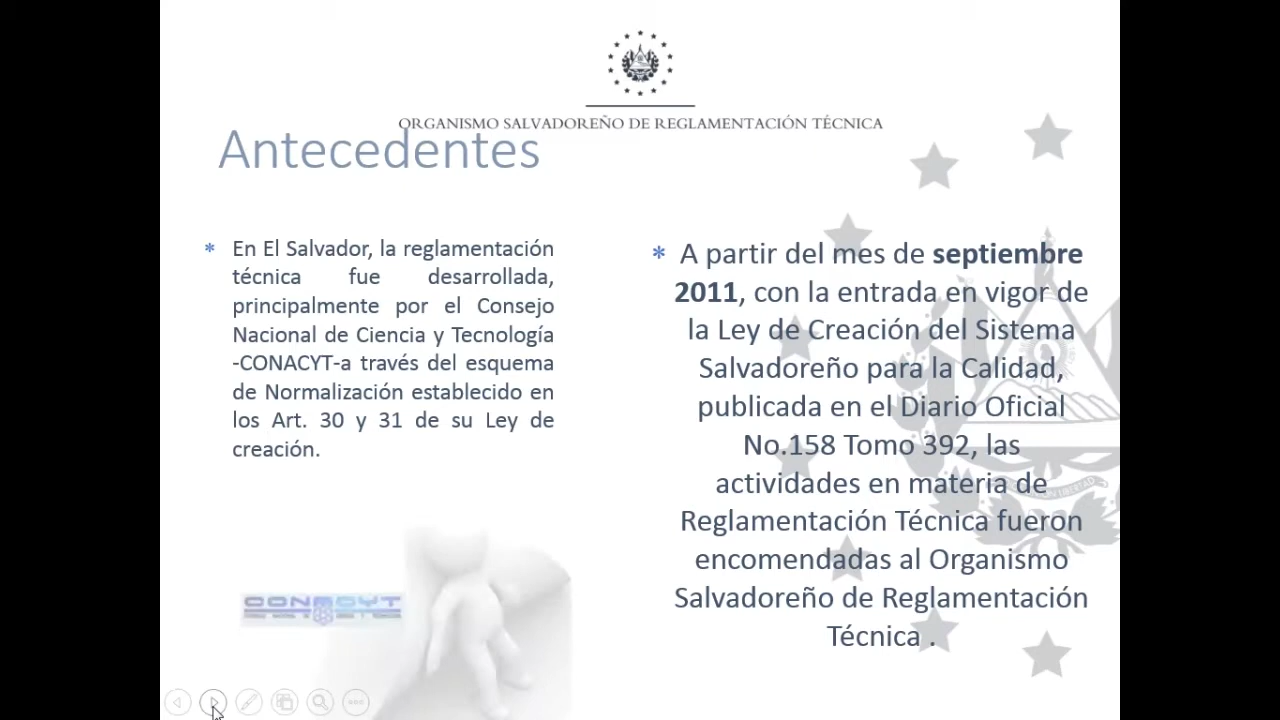 ORGANISMO SALVADOREÑO DE REGLAMENTACIÓN TÉCNICA
Antecedentes
* En El Salvador, la reglamentación
técnica fue desarrollada,
principalmente por el Consejo
Nacional de Ciencia y Tecnología
-CONACYT-a través del esquema
de Normalización establecido en
los Art. 30 y 31 de su Ley de
creación.
CONACYT
* A partir del mes de septiembre
2011, con la entrada en vigor de
la Ley de Creación del Sistema
Salvadoreño para la Calidad,
publicada en el Diario Oficial
No.158 Tomo 392, las
actividades en materia de
Reglamentación Técnica fueron
encomendadas al Organismo
Salvadoreño de Reglamentación
Técnica .